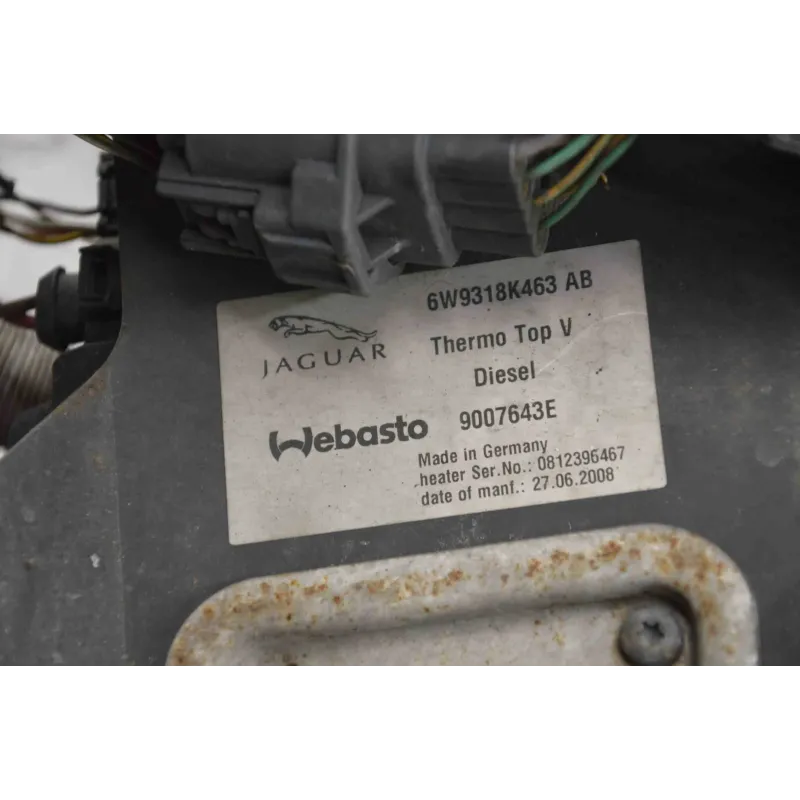 6W9318K463 AB
JAGUAR
Thermo Top V
Diesel
Webasto
9007643E
Made in Germany
heater Ser.No.: 0812396467
date of manf.: 27.06.2008